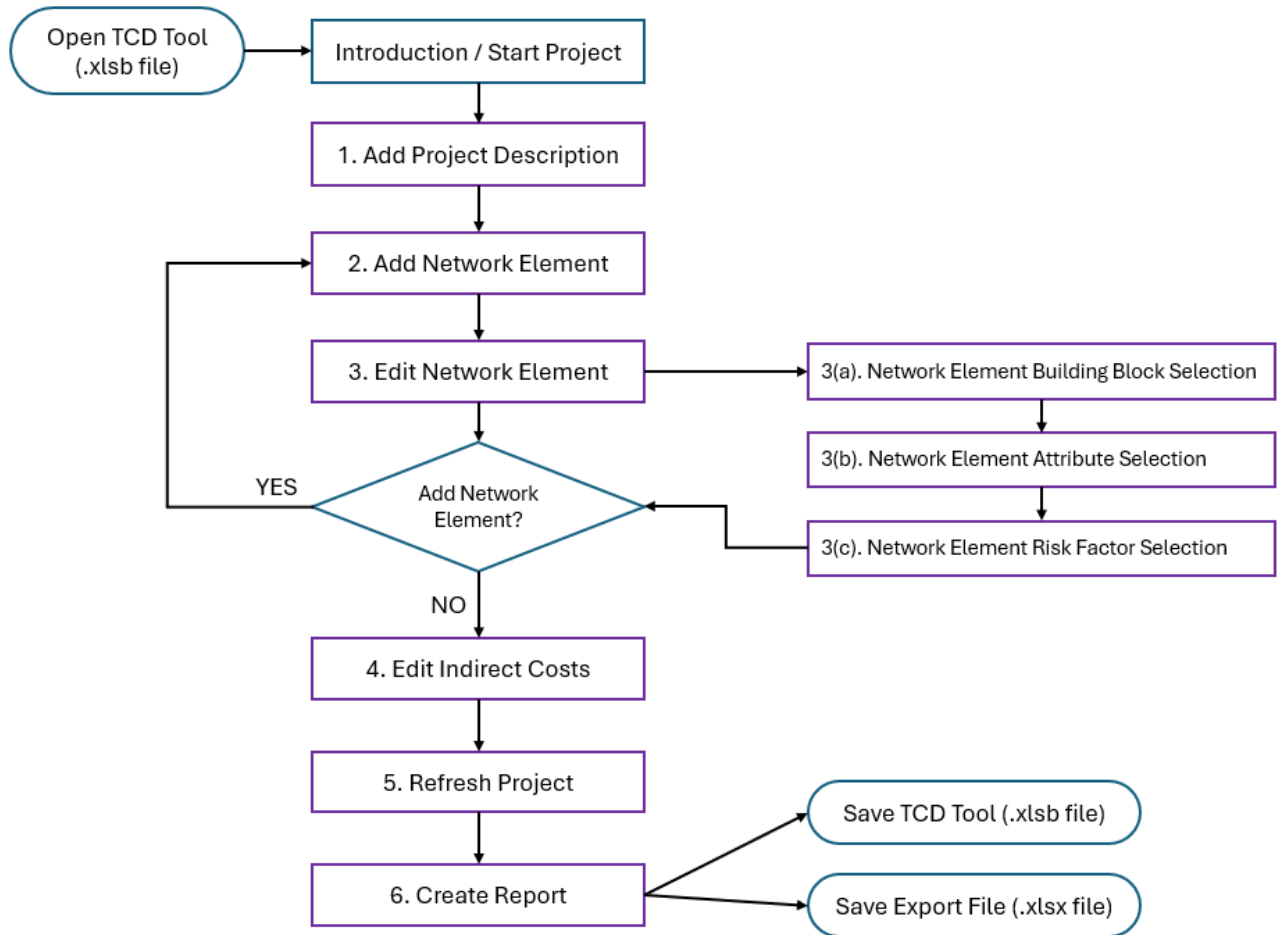 Open TCD Tool
(.xlsb file)
Introduction / Start Project
1. Add Project Description
2. Add Network Element
3. Edit Network Element
3(a). Network Element Building Block Selection
3(b). Network Element Attribute Selection
3(c). Network Element Risk Factor Selection
YES
Add Network
Element?
NO
4. Edit Indirect Costs
5. Refresh Project
6. Create Report
Save TCD Tool (.xlsb file)
Save Export File (.xlsx file)